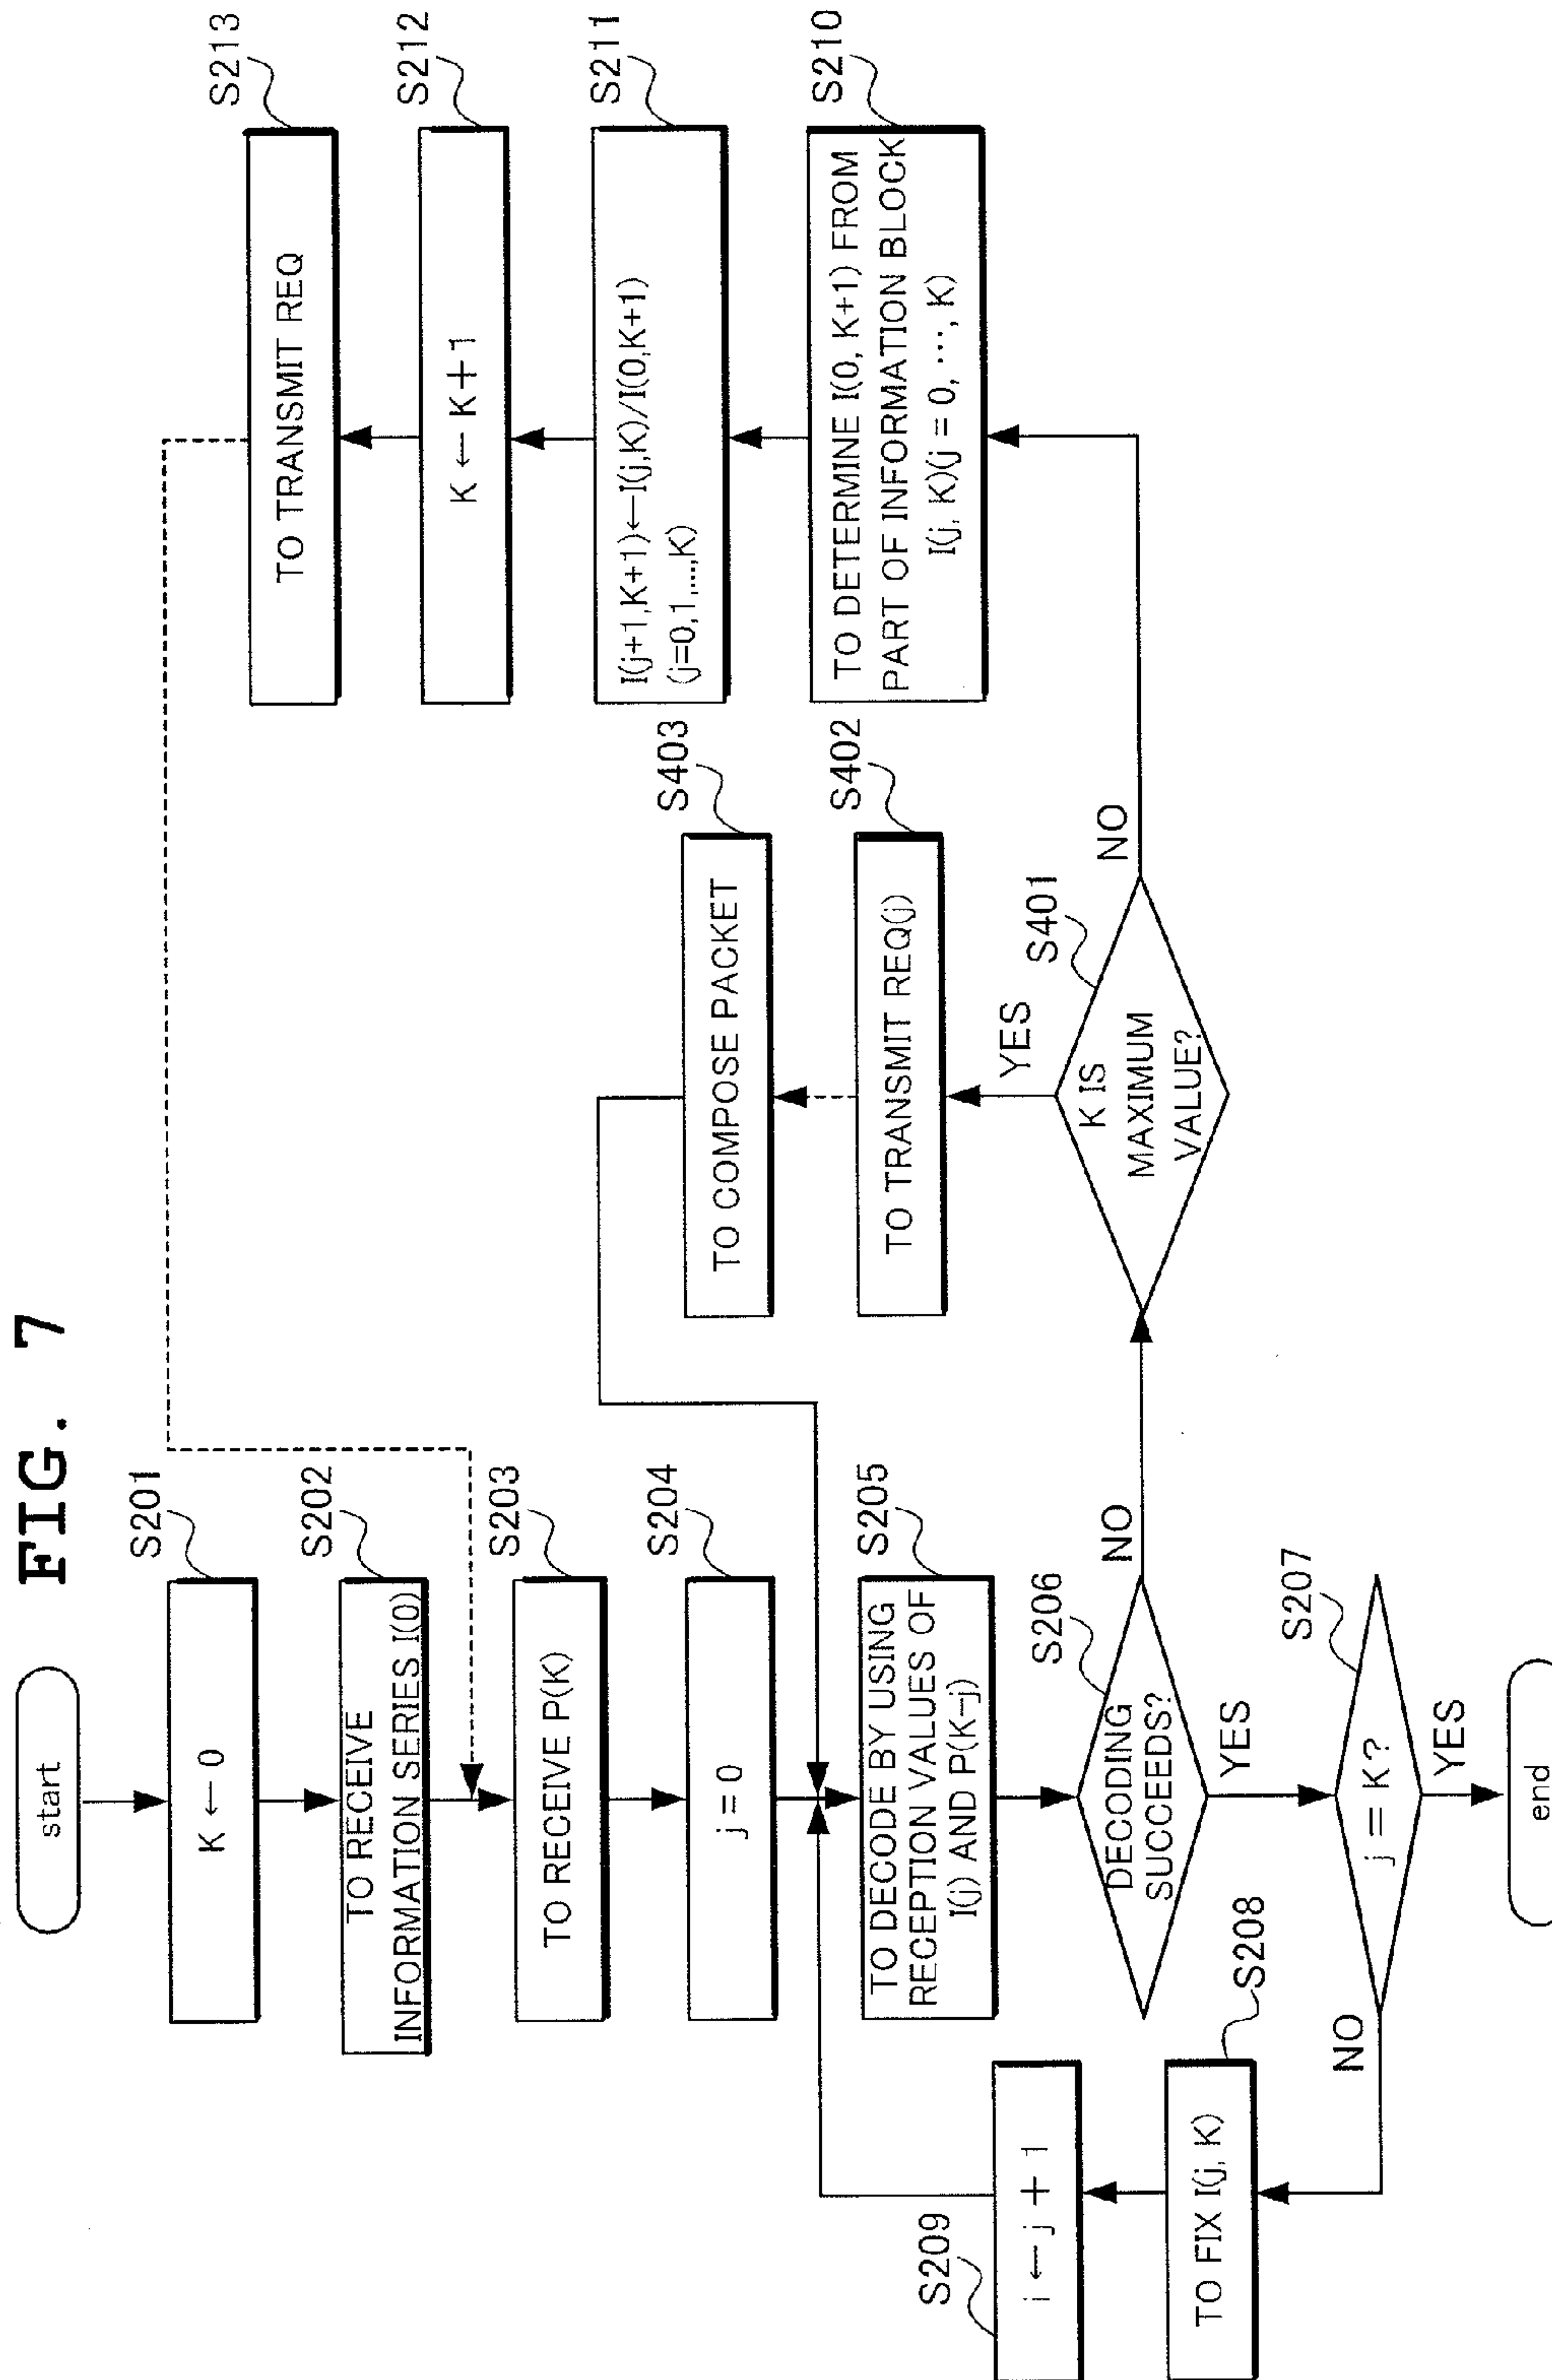 FIG. 7
start
S201
K ← 0
S202
TO RECEIVE
INFORMATION SERIES I(0)
S203
TO RECEIVE P(K)
S204
j = 0
S205
TO DECODE BY USING
RECEPTION VALUES OF
I(j) AND P(K-j)
S206
DECODING
SUCCEEDS?
NO
YES
S207
j = K?
NO
YES
end
S208
TO FIX I(j, K)
S209
i ← j + 1
S401
K IS
MAXIMUM
VALUE?
YES
NO
S402
TO TRANSMIT REQ(j)
S403
TO COMPOSE PACKET
S210
TO DETERMINE I(0, K+1) FROM
PART OF INFORMATION BLOCK
I(j, K)(j = 0, ···, K)
S211
I(j+1,K+1)←I(j,K)/I(0,K+1)
(j=0,1,...,K)
S212
K ← K+1
S213
TO TRANSMIT REQ